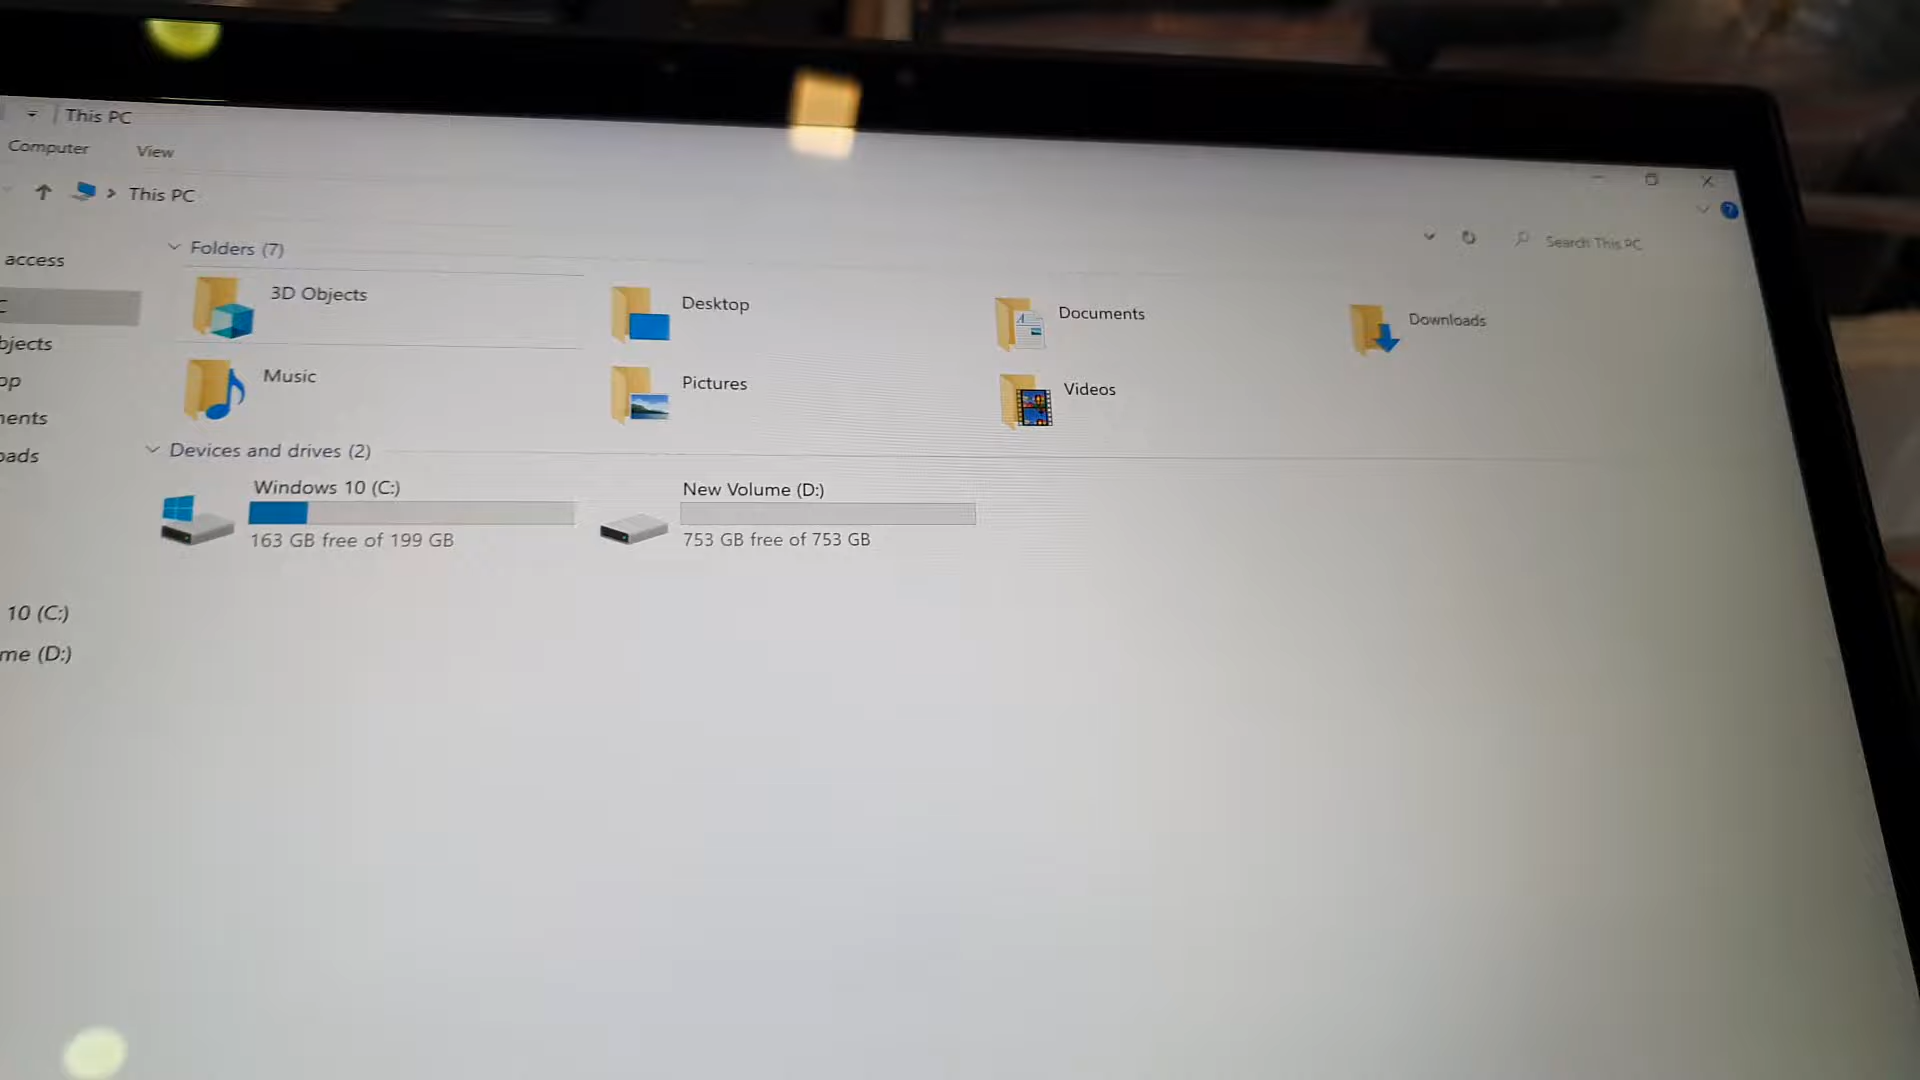 This PC
Computer View
This PC
Search This PC
access
bjects
op
ments
oads
10 (C:)
me (D:)
Folders (7)
3D Objects
Desktop
Documents
Downloads
Music
Pictures
Videos
Devices and drives (2)
Windows 10 (C:)
163 GB free of 199 GB
New Volume (D:)
753 GB free of 753 GB